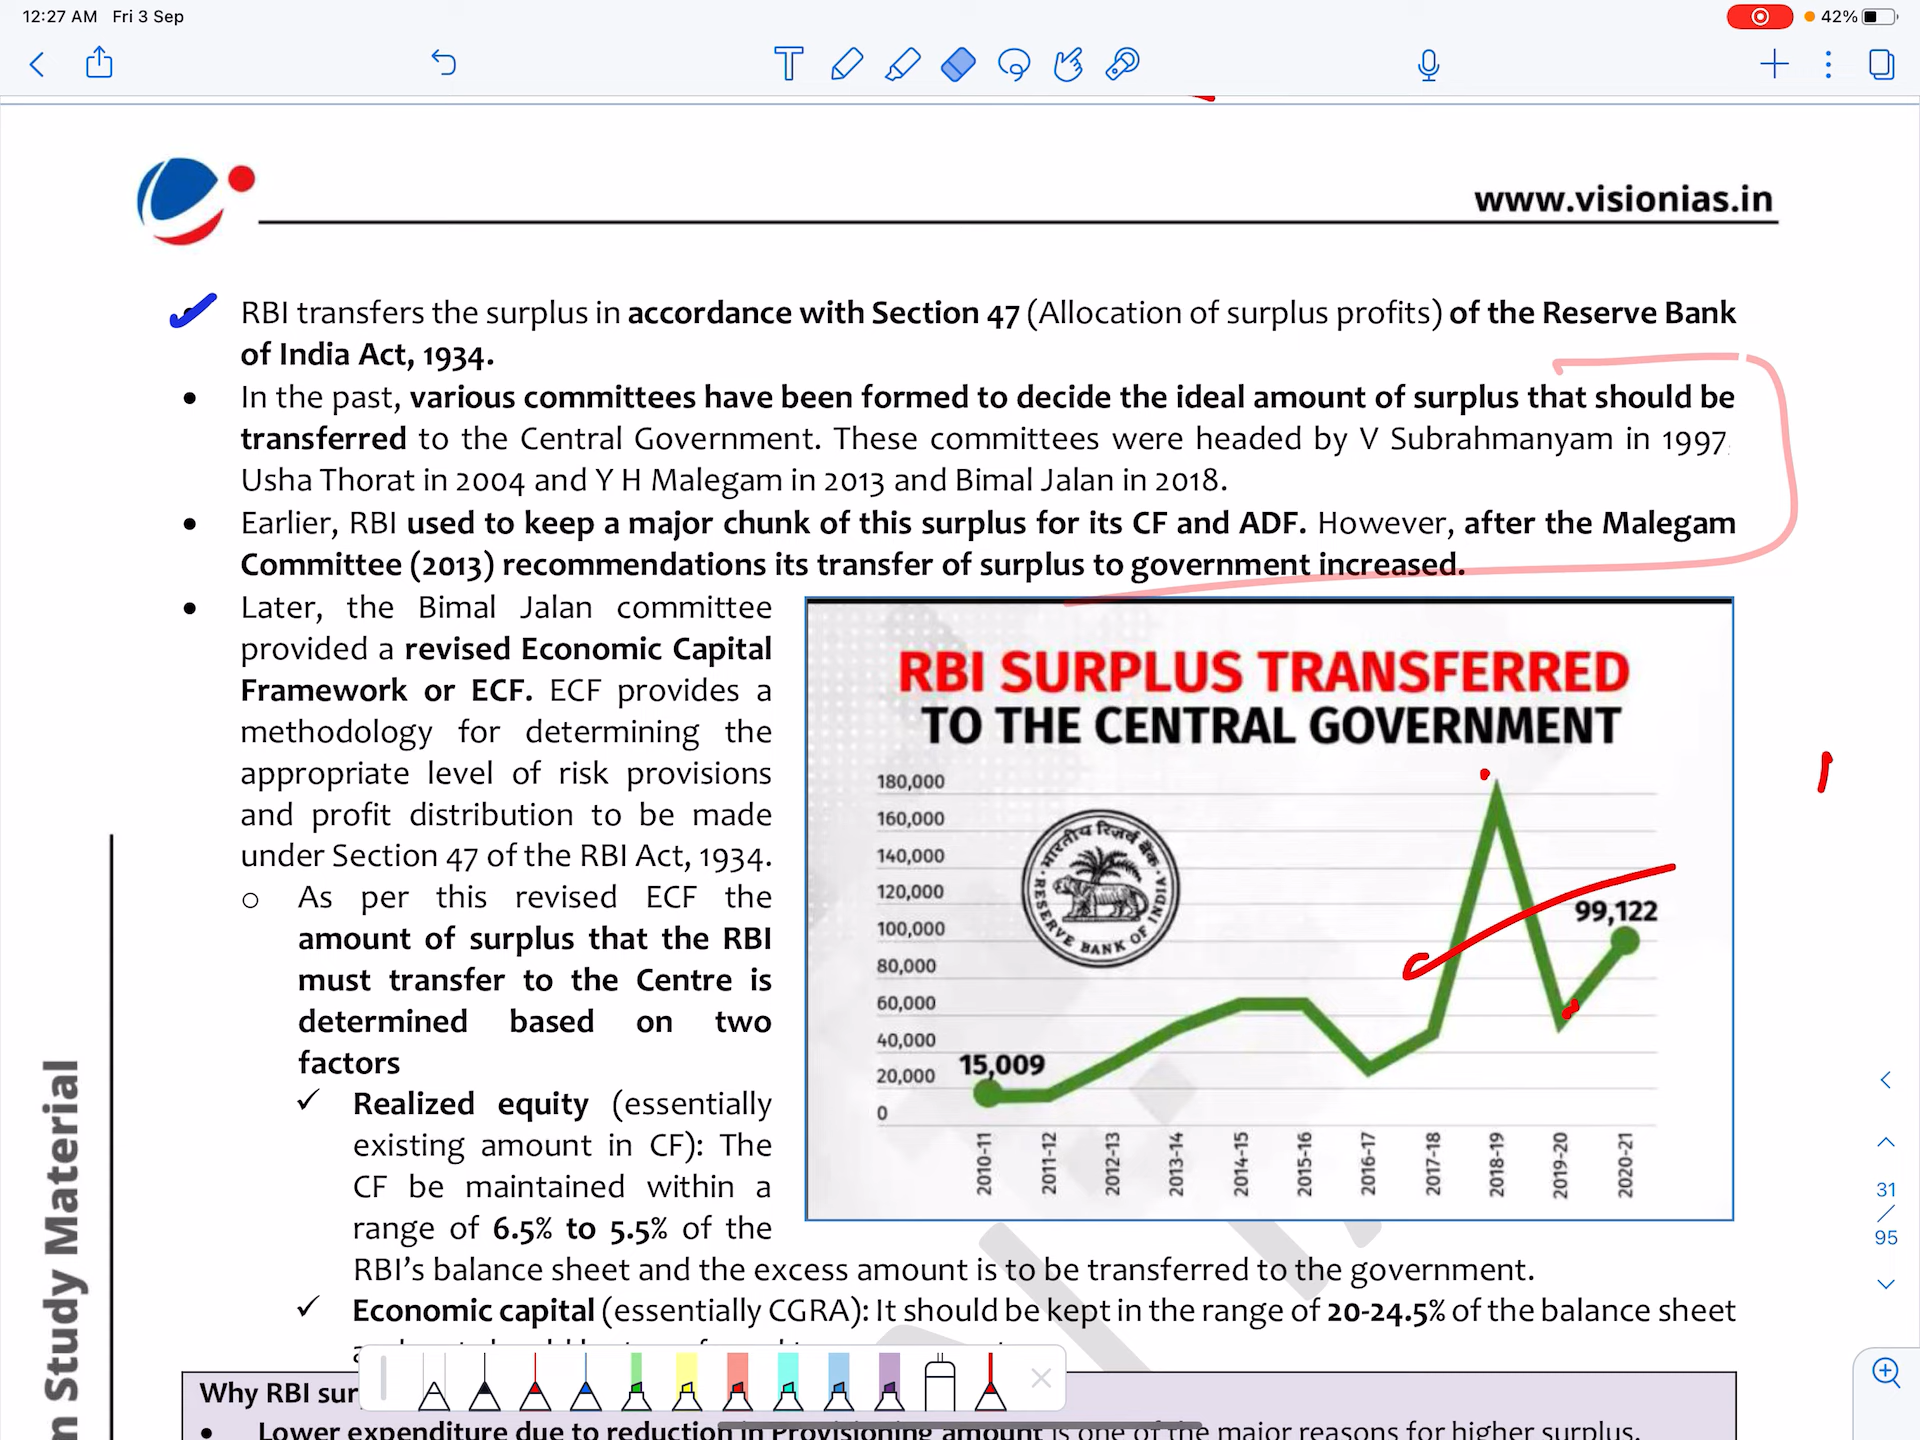 12:27 AM Fri 3 Sep
42%
www.visionias.in
RBI transfers the surplus in accordance with Section 47 (Allocation of surplus profits) of the Reserve Bank
of India Act, 1934.
• In the past, various committees have been formed to decide the ideal amount of surplus that should be
transferred to the Central Government. These committees were headed by V Subrahmanyam in 1997
Usha Thorat in 2004 and Y H Malegam in 2013 and Bimal Jalan in 2018.
• Earlier, RBI used to keep a major chunk of this surplus for its CF and ADF. However, after the Malegam
Committee (2013) recommendations its transfer of surplus to government increased.
• Later, the Bimal Jalan committee
provided a revised Economic Capital
Framework or ECF. ECF provides a
methodology for determining the
appropriate level of risk provisions
and profit distribution to be made
under Section 47 of the RBI Act, 1934.
o As per this revised ECF the
amount of surplus that the RBI
must transfer to the Centre is
determined based on two
factors
✓ Realized equity (essentially
existing amount in CF): The
CF be maintained within a
range of 6.5% to 5.5% of the
RBI's balance sheet and the excess amount is to be transferred to the government.
✓ Economic capital (essentially CGRA): It should be kept in the range of 20-24.5% of the balance sheet
RBI SURPLUS TRANSFERRED
TO THE CENTRAL GOVERNMENT
180,000
160,000
140,000
120,000
100,000
80,000
60,000
40,000
20,000
0
भारतीय रिज़र्व बैंक
RESERVE BANK OF INDIA
15,009
99,122
2010-11
2011-12
2012-13
2013-14
2014-15
2015-16
2016-17
2017-18
2018-19
2019-20
2020-21
31
/
95
Why RBI sur
• Lower expenditure due to reduction in Provisioning amount is one of the major reasons for higher surplus.
n Study Material